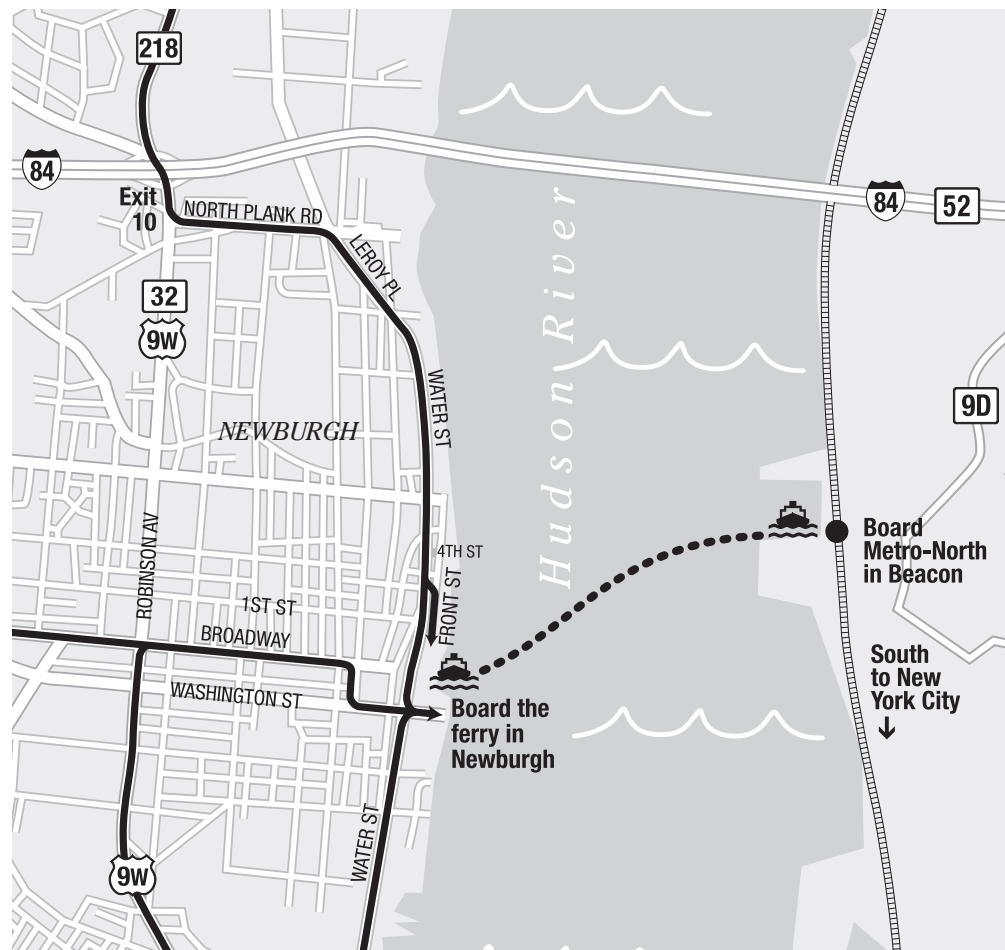 218
84
Exit
10
NORTH PLANK RD
LEROY PL
84
52
32
9W
Hudson River
9D
WATER ST
NEWBURGH
ROBINSON AV
4TH ST
FRONT ST
Board
Metro-North
in Beacon
1ST ST
BROADWAY
WASHINGTON ST
South
to New
York City
Board the
ferry in
Newburgh
WATER ST
9W